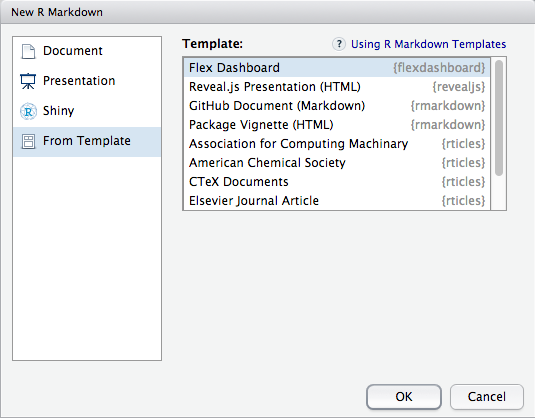 New R Markdown
Document
Presentation
Shiny
From Template
Template:
? Using R Markdown Templates
Flex Dashboard {flexdashboard}
Reveal.js Presentation (HTML) {revealjs}
GitHub Document (Markdown) {rmarkdown}
Package Vignette (HTML) {rmarkdown}
Association for Computing Machinary {rticles}
American Chemical Society {rticles}
CTeX Documents {rticles}
Elsevier Journal Article {rticles}
OK
Cancel